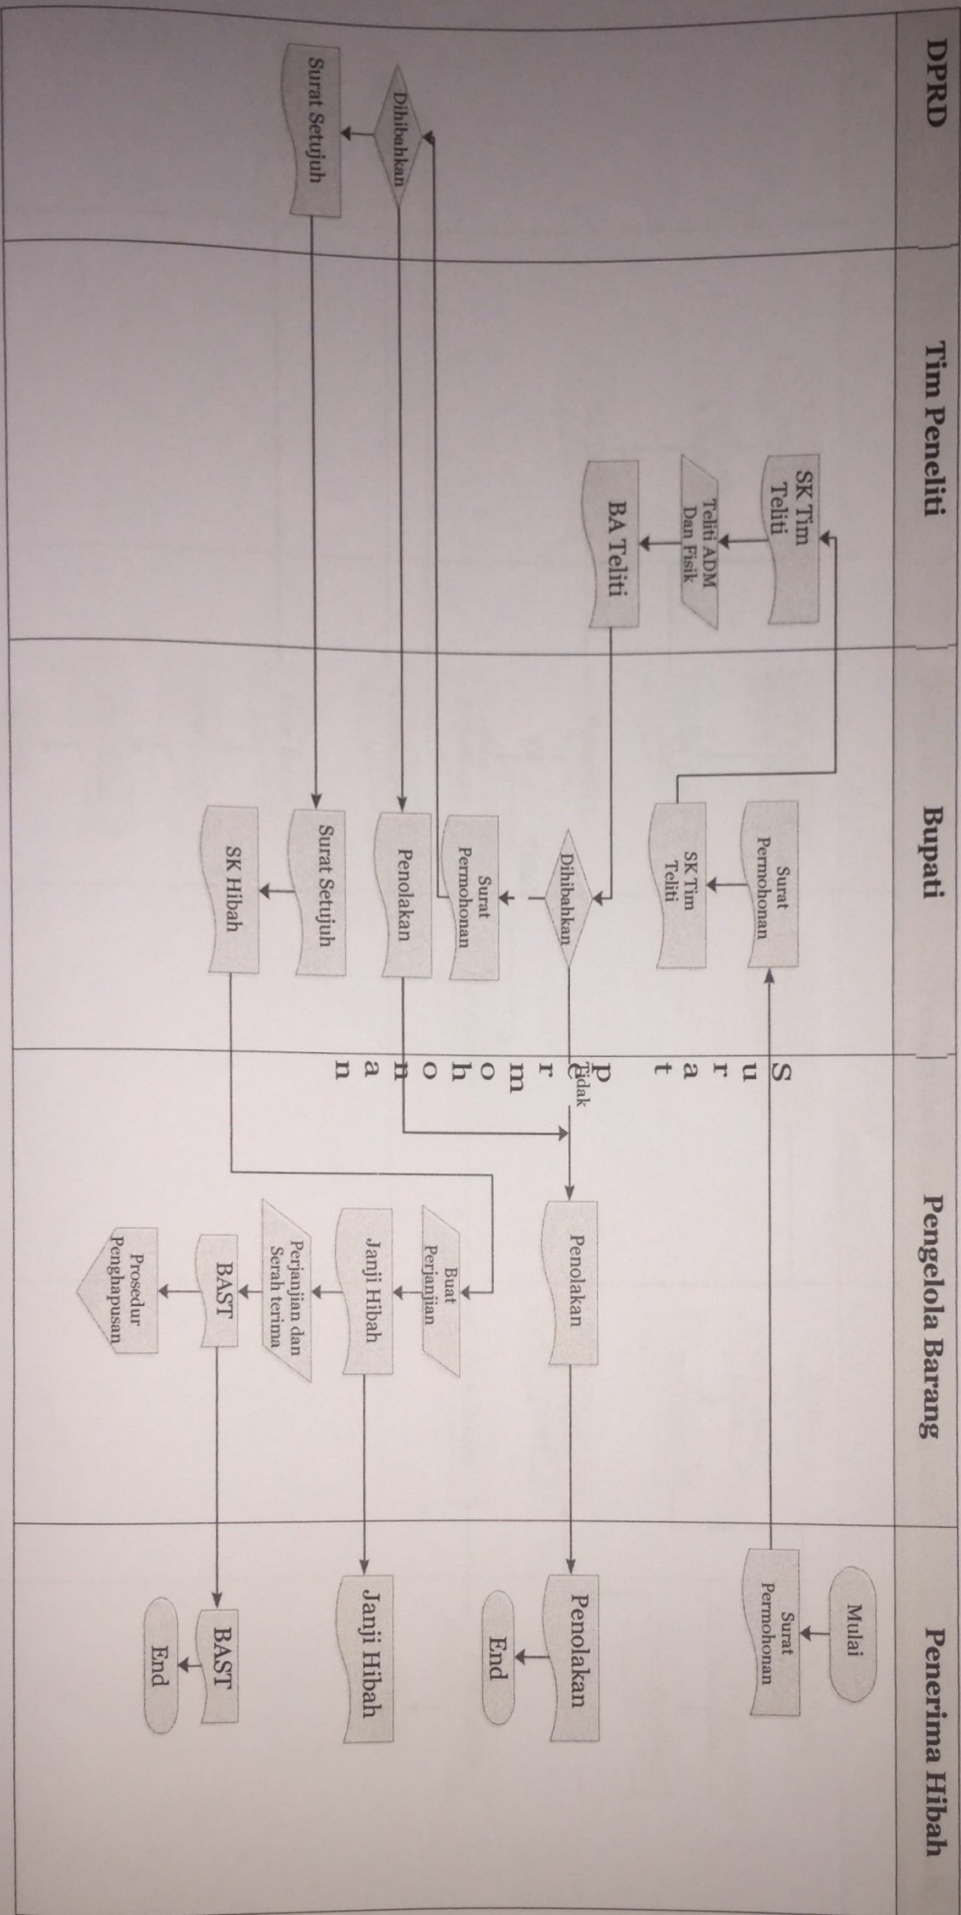 DPRD
Tim Peneliti
Bupati
Pengelola Barang
Penerima Hibah
Mulai
Surat
Permohonan
Surat
Permohonan
SK Tim
Teliti
SK Tim
Teliti
Teliti ADM
Dan Fisik
BA Teliti
Dihibahkan
Tidak
Surat Permohonan
Penolakan
Penolakan
End
Surat
Permohonan
Dihibahkan
Penolakan
Surat Setujuh
Surat Setujuh
SK Hibah
Buat
Perjanjian
Janji Hibah
Janji Hibah
Perjanjian dan
Serah terima
BAST
BAST
End
Prosedur
Penghapusan